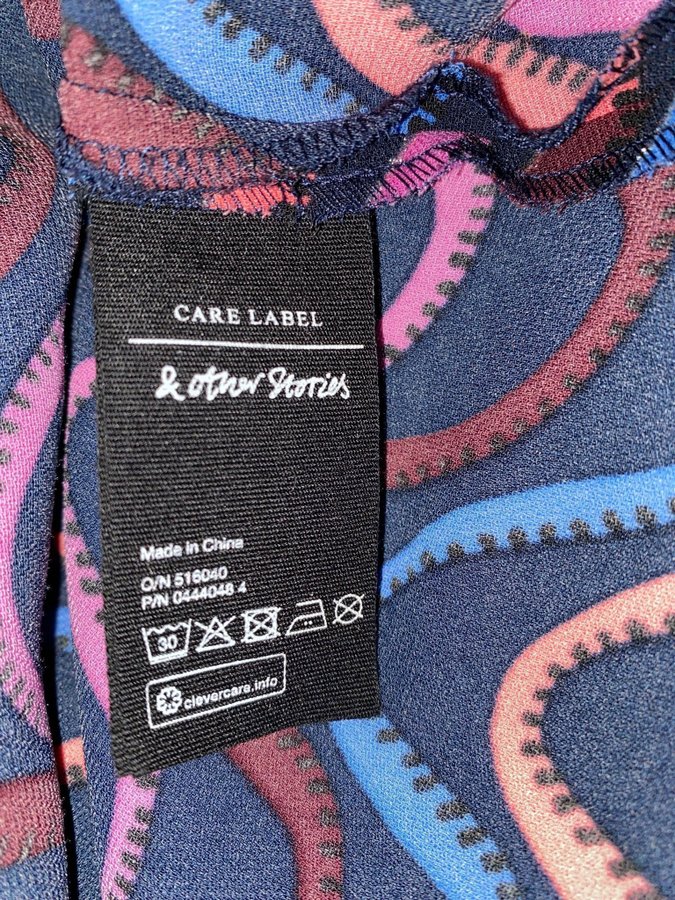 CARE LABEL
& other Stories
Made in China
O/N 516040
P/N 0444048 4
30
clevercare.info